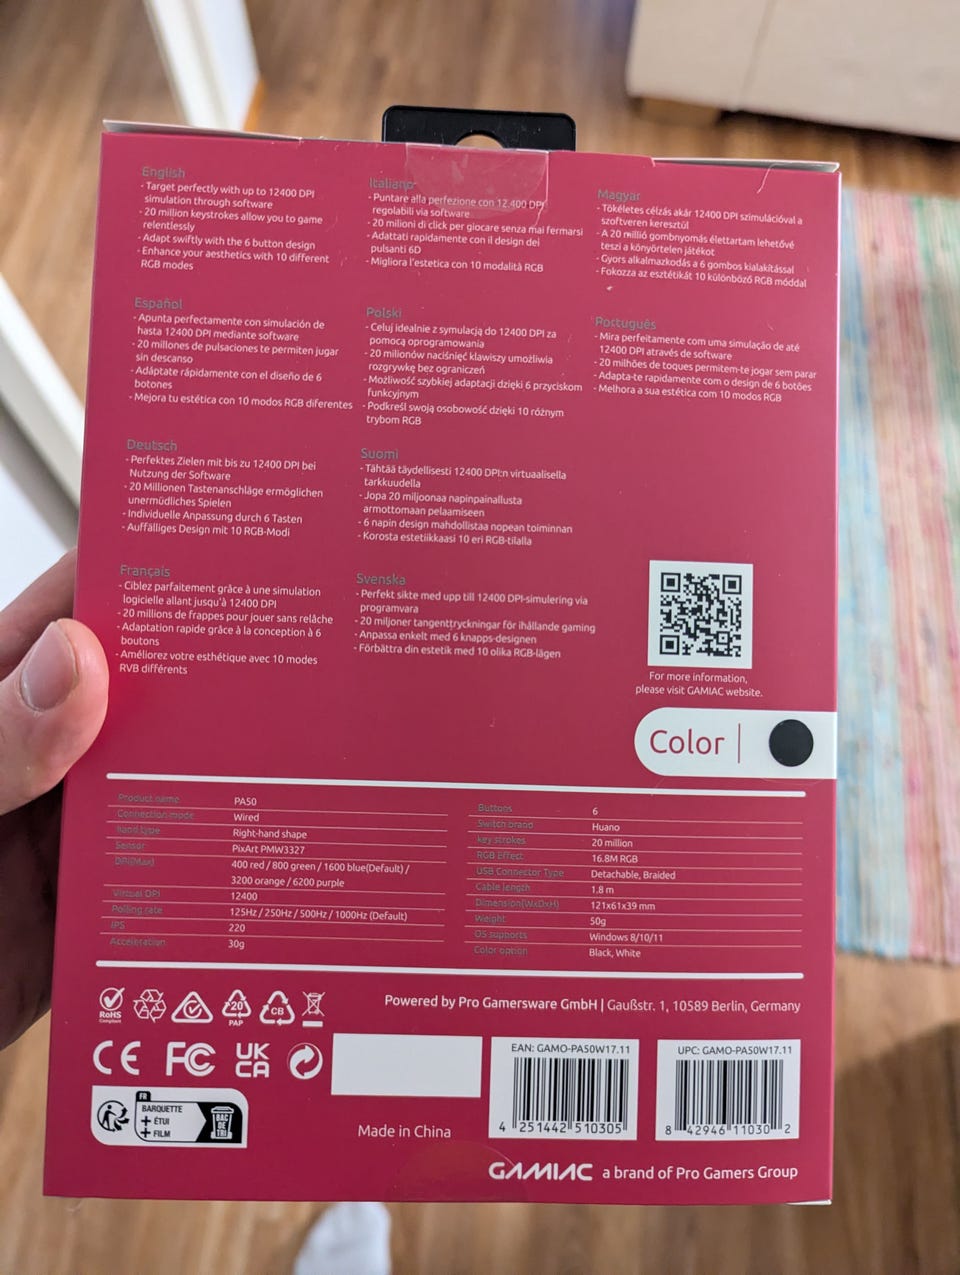 English
- Target perfectly with up to 12400 DPI
simulation through software
- 20 million keystrokes allow you to game
relentlessly
- Adapt swiftly with the 6 button design
- Enhance your aesthetics with 10 different
RGB modes
Español
- Apunta perfectamente con simulación de
hasta 12400 DPI mediante software
- 20 millones de pulsaciones te permiten jugar
sin descanso
- Adáptate rápidamente con el diseño de 6
botones
- Mejora tu estética con 10 modos RGB diferentes
Deutsch
- Perfektes Zielen mit bis zu 12400 DPI bei
Nutzung der Software
- 20 Millionen Tastenanschläge ermöglichen
unermüdliches Spielen
- Individuelle Anpassung durch 6 Tasten
- Auffälliges Design mit 10 RGB-Modi
Français
- Ciblez parfaitement grâce à une simulation
logicielle allant jusqu'à 12400 DPI
- 20 millions de frappes pour jouer sans relâche
- Adaptation rapide grâce à la conception à 6
boutons
- Améliorez votre esthétique avec 10 modes
RVB différents
Italiano
- Puntare alla perfezione con 12.400 DPI
regolabili via software
- 20 milioni di click per giocare senza mai fermarsi
- Adattati rapidamente con il design dei
pulsanti 6D
- Migliora l'estetica con 10 modalità RGB
Polski
- Celuj idealnie z symulacją do 12400 DPI za
pomocą oprogramowania
- 20 milionów naciśnięć klawiszy umożliwia
rozgrywkę bez ograniczeń
- Możliwość szybkiej adaptacji dzięki 6 przyciskom
funkcyjnym
- Podkreśl swoją osobowość dzięki 10 różnym
trybom RGB
Suomi
- Tähtää täydellisesti 12400 DPI:n virtuaalisella
tarkkuudella
- Jopa 20 miljoonaa napinpainallusta
armottomaan pelaamiseen
- 6 napin design mahdollistaa nopean toiminnan
- Korosta estetiikkaasi 10 eri RGB-tilalla
Svenska
- Perfekt sikte med upp till 12400 DPI-simulering via
programvara
- 20 miljoner tangenttryckningar för ihållande gaming
- Anpassa enkelt med 6 knapps-designen
- Förbättra din estetik med 10 olika RGB-lägen
Magyar
- Tökéletes célzás akár 12400 DPI szimulációval a
szoftveren keresztül
- A 20 millió gombnyomás élettartam lehetővé
teszi a könyörtelen játékot
- Gyors alkalmazkodás a 6 gombos kialakítással
- Fokozza az esztétikát 10 különböző RGB móddal
Português
- Mira perfeitamente com uma simulação de até
12400 DPI através de software
- 20 milhões de toques permitem-te jogar sem parar
- Adapta-te rapidamente com o design de 6 botões
- Melhora a sua estética com 10 modos RGB
For more information,
please visit GAMIAC website.
Color
Product name PA50
Connection mode Wired
hand type Right-hand shape
Sensor PixArt PMW3327
DPI(Max) 400 red / 800 green / 1600 blue(Default) /
3200 orange / 6200 purple
Virtual DPI 12400
Polling rate 125Hz / 250Hz / 500Hz / 1000Hz (Default)
IPS 220
Acceleration 30g
Buttons 6
Switch brand Huano
key strokes 20 million
RGB Effect 16.8M RGB
USB Connector Type Detachable, Braided
Cable length 1.8 m
Dimension(WxDxH) 121x61x39 mm
Weight 50g
OS supports Windows 8/10/11
Color option Black, White
RoHS
Compliant
20
PAP
CB
Powered by Pro Gamersware GmbH | Gaußstr. 1, 10589 Berlin, Germany
CE FC UK
CA
FR
BARQUETTE
+ ÉTUI
+ FILM
BAC
DE
TRI
Made in China
EAN: GAMO-PA50W17.11
4 251442 510305
UPC: GAMO-PA50W17.11
8 42946 11030 2
GAMIAC a brand of Pro Gamers Group